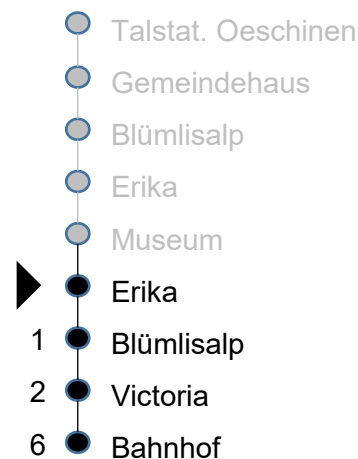 Talstat. Oeschinen
Gemeindehaus
Blümlisalp
Erika
Museum
Erika
1 Blümlisalp
2 Victoria
6 Bahnhof